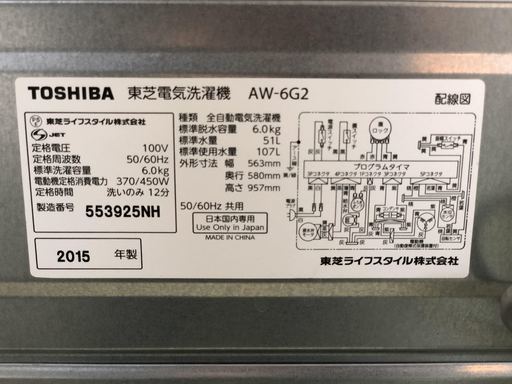 TOSHIBA 東芝電気洗濯機 AW-6G2 配線図
東芝ライフスタイル株式会社
JET
定格電圧 100V
定格周波数 50/60Hz
標準洗濯容量 6.0kg
電動機定格消費電力 370/450W
定格時間 洗いのみ 12分
製造番号 553925NH
2015 年製
種類 全自動電気洗濯機
標準脱水容量 6.0kg
標準水量 51L
標準使用水量 107L
外形寸法 幅 563mm
奥行 580mm
高さ 957mm
50/60Hz 共用
日本国内専用
Use Only in Japan
MADE IN CHINA
電源スイッチ
ロック
プログラムタイマ
東芝ライフスタイル株式会社